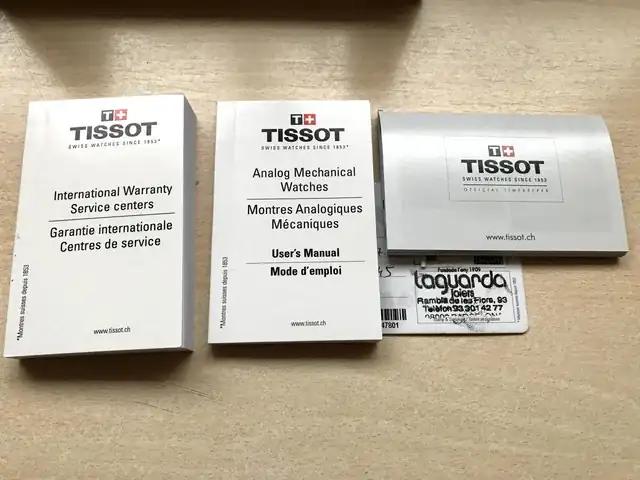 T+
TISSOT
SWISS WATCHES SINCE 1853*
International Warranty
Service centers
Garantie internationale
Centres de service
*Montres suisses depuis 1853
www.tissot.ch
T+
TISSOT
SWISS WATCHES SINCE 1853*
Analog Mechanical
Watches
Montres Analogiques
Mécaniques
User's Manual
Mode d'emploi
*Montres suisses depuis 1853
www.tissot.ch
T+
TISSOT
SWISS WATCHES SINCE 1853
OFFICIAL TIMEKEEPER
www.tissot.ch
45
Fundada l'any 1909
laguarda
joiers
Rambla de les Flors, 93
Telèfon 93 301 42 77
47801